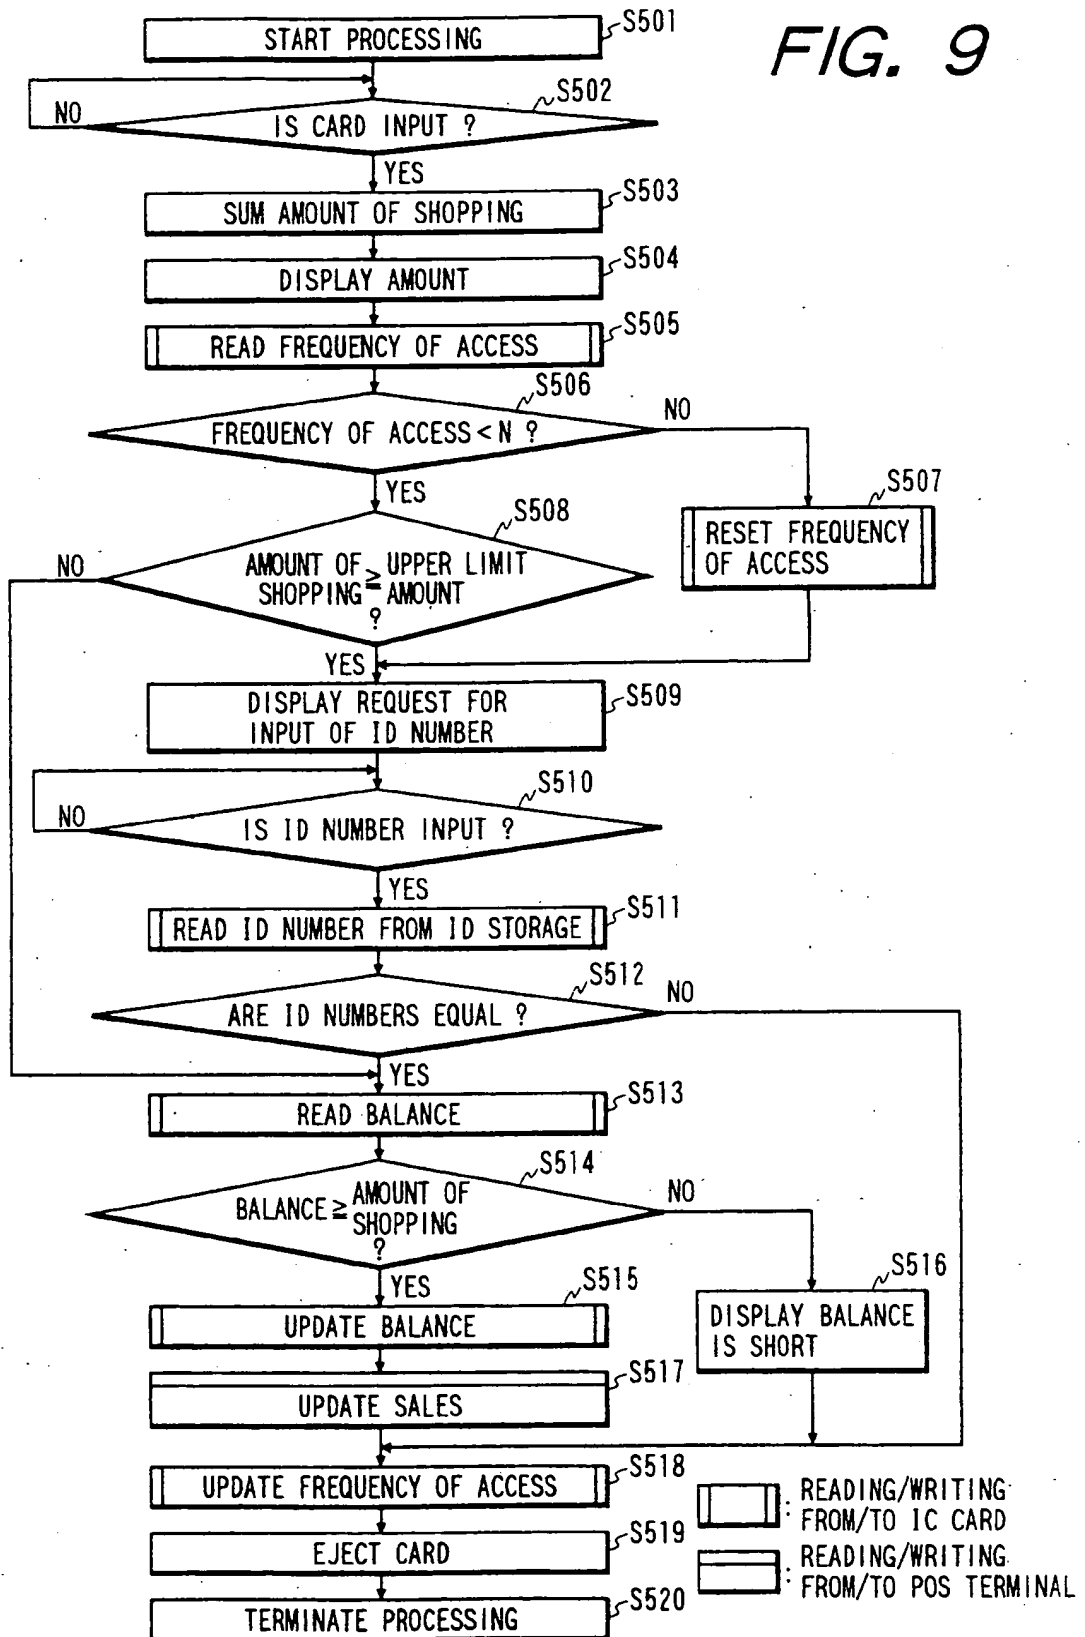 FIG. 9
START PROCESSING
S501
NO
IS CARD INPUT ?
S502
YES
SUM AMOUNT OF SHOPPING
S503
DISPLAY AMOUNT
S504
READ FREQUENCY OF ACCESS
S505
FREQUENCY OF ACCESS < N ?
S506
NO
YES
RESET FREQUENCY
OF ACCESS
S507
NO
AMOUNT OF ≧ UPPER LIMIT
SHOPPING AMOUNT
?
S508
YES
DISPLAY REQUEST FOR
INPUT OF ID NUMBER
S509
NO
IS ID NUMBER INPUT ?
S510
YES
READ ID NUMBER FROM ID STORAGE
S511
ARE ID NUMBERS EQUAL ?
S512
NO
YES
READ BALANCE
S513
BALANCE ≧ AMOUNT OF
SHOPPING
?
S514
NO
YES
UPDATE BALANCE
S515
DISPLAY BALANCE
IS SHORT
S516
UPDATE SALES
S517
UPDATE FREQUENCY OF ACCESS
S518
EJECT CARD
S519
TERMINATE PROCESSING
S520
: READING/WRITING
FROM/TO IC CARD
: READING/WRITING
FROM/TO POS TERMINAL